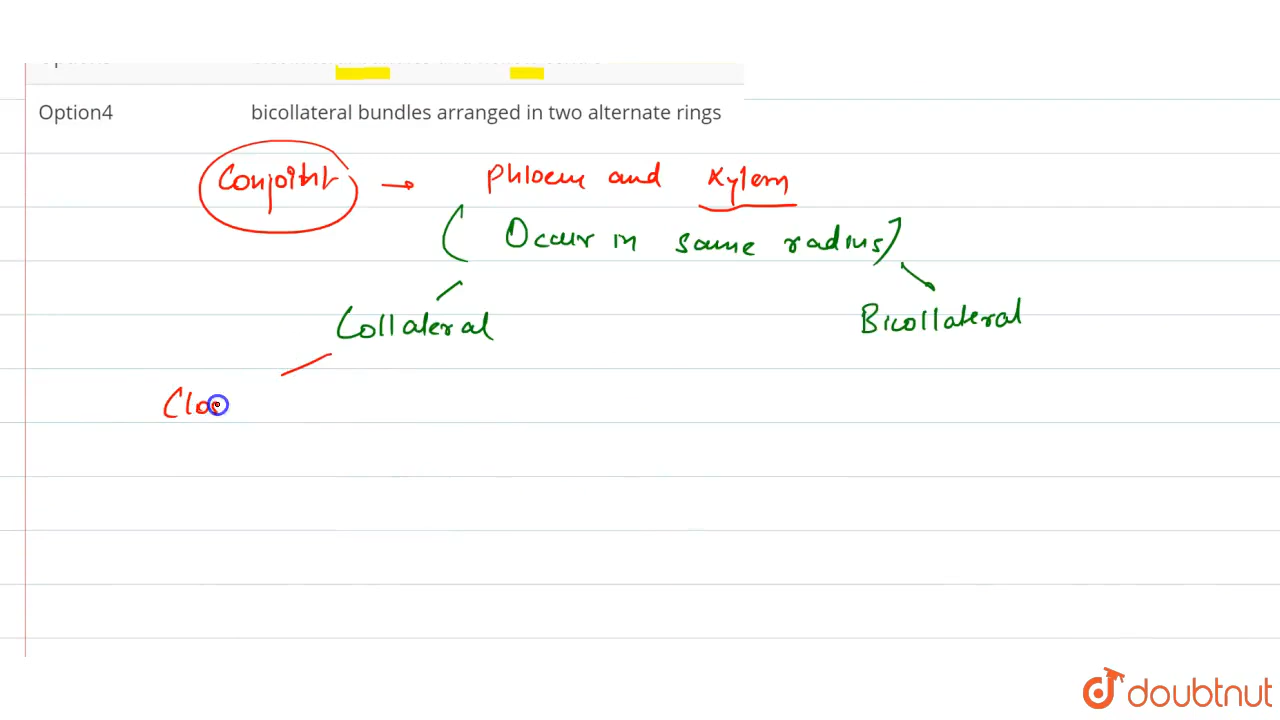 Option4 bicollateral bundles arranged in two alternate rings
Conjoint → Phloem and Xylem
(Occur in same radius)
Collateral Bicollateral
Clos
doubtnut